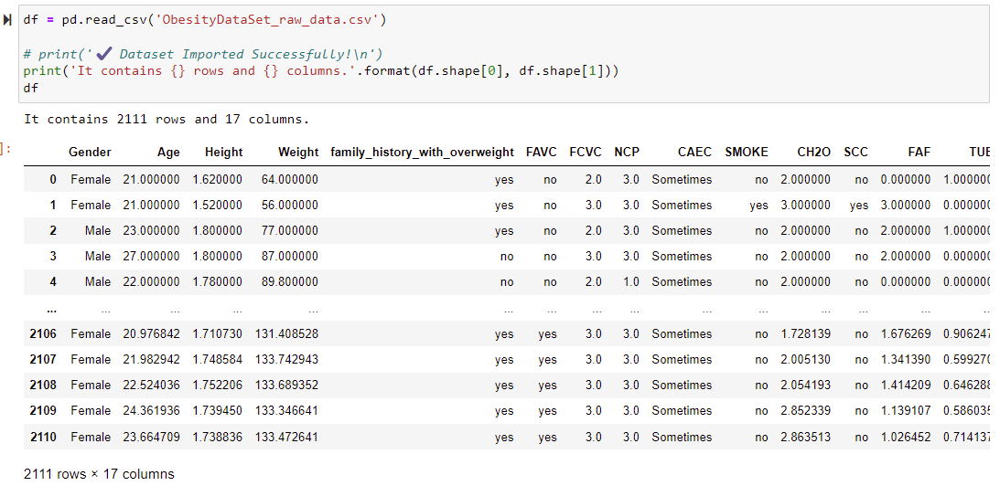 df = pd.read_csv('ObesityDataSet_raw_data.csv')
# print('✔ Dataset Imported Successfully!\n')
print('It contains {} rows and {} columns.'.format(df.shape[0], df.shape[1]))
df
It contains 2111 rows and 17 columns.
]:
Gender Age Height Weight family_history_with_overweight FAVC FCVC NCP CAEC SMOKE CH2O SCC FAF TUE
0 Female 21.000000 1.620000 64.000000 yes no 2.0 3.0 Sometimes no 2.000000 no 0.000000 1.000000
1 Female 21.000000 1.520000 56.000000 yes no 3.0 3.0 Sometimes yes 3.000000 yes 3.000000 0.000000
2 Male 23.000000 1.800000 77.000000 yes no 2.0 3.0 Sometimes no 2.000000 no 2.000000 1.000000
3 Male 27.000000 1.800000 87.000000 no no 3.0 3.0 Sometimes no 2.000000 no 2.000000 0.000000
4 Male 22.000000 1.780000 89.800000 no no 2.0 1.0 Sometimes no 2.000000 no 0.000000 0.000000
... ... ... ... ... ... ... ... ... ... ... ... ... ... ..
2106 Female 20.976842 1.710730 131.408528 yes yes 3.0 3.0 Sometimes no 1.728139 no 1.676269 0.906247
2107 Female 21.982942 1.748584 133.742943 yes yes 3.0 3.0 Sometimes no 2.005130 no 1.341390 0.599270
2108 Female 22.524036 1.752206 133.689352 yes yes 3.0 3.0 Sometimes no 2.054193 no 1.414209 0.646288
2109 Female 24.361936 1.739450 133.346641 yes yes 3.0 3.0 Sometimes no 2.852339 no 1.139107 0.586035
2110 Female 23.664709 1.738836 133.472641 yes yes 3.0 3.0 Sometimes no 2.863513 no 1.026452 0.714137
2111 rows × 17 columns